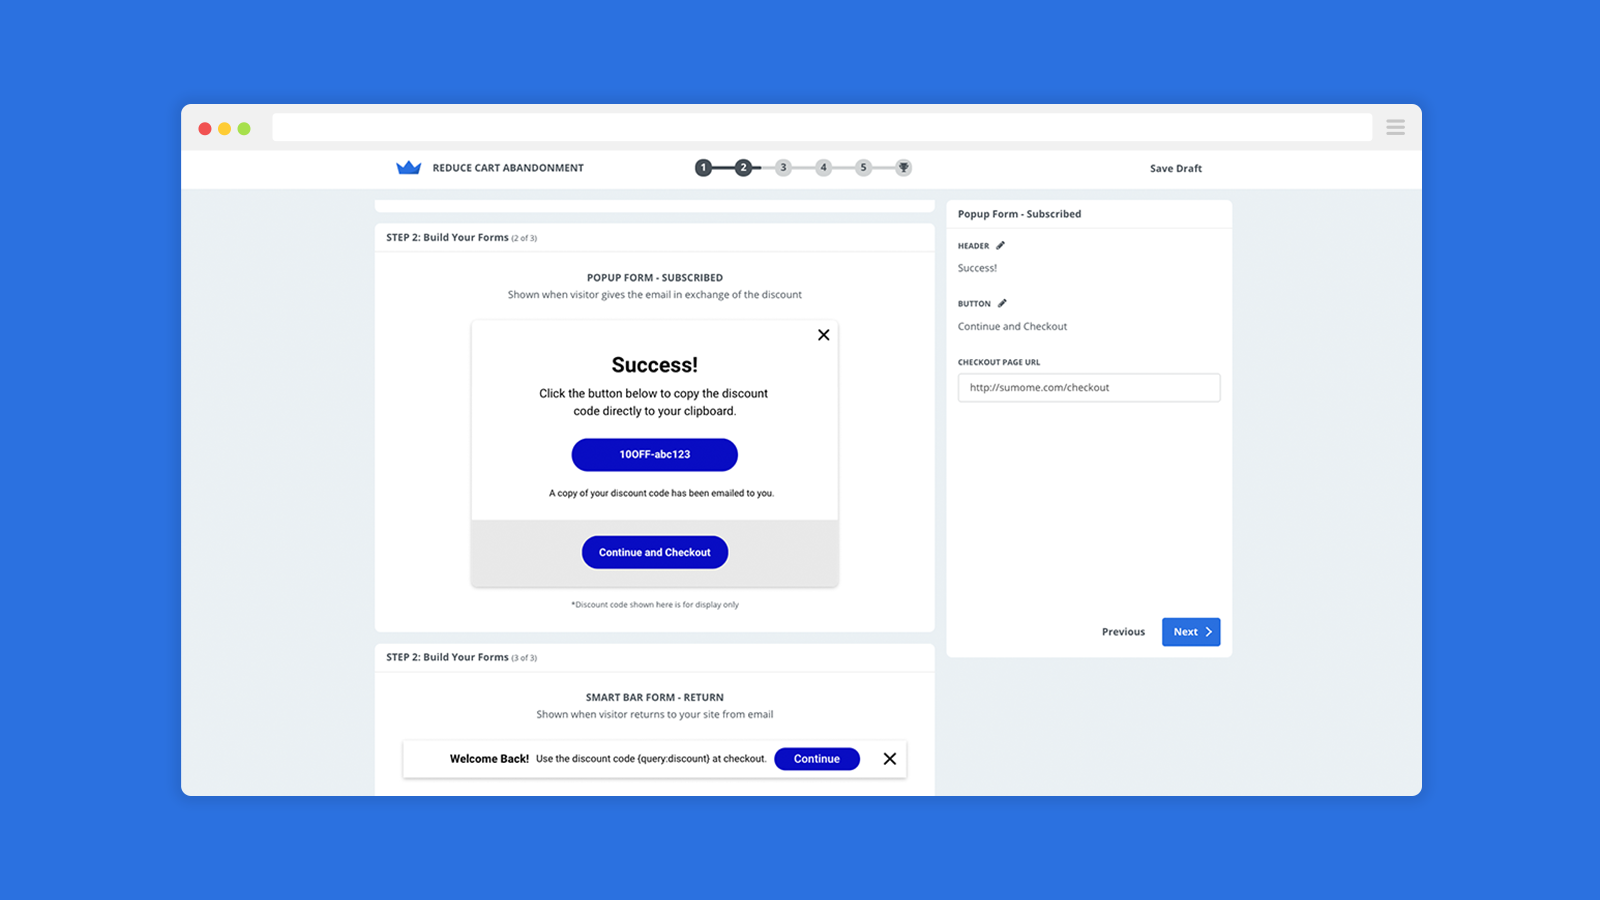 REDUCE CART ABANDONMENT
1 2 3 4 5
Save Draft
STEP 2: Build Your Forms (2 of 3)
POPUP FORM - SUBSCRIBED
Shown when visitor gives the email in exchange of the discount
Success!
Click the button below to copy the discount
code directly to your clipboard.
10OFF-abc123
A copy of your discount code has been emailed to you.
Continue and Checkout
*Discount code shown here is for display only
STEP 2: Build Your Forms (3 of 3)
SMART BAR FORM - RETURN
Shown when visitor returns to your site from email
Welcome Back! Use the discount code {query:discount} at checkout. Continue
Popup Form - Subscribed
HEADER
Success!
BUTTON
Continue and Checkout
CHECKOUT PAGE URL
http://sumome.com/checkout
Previous Next